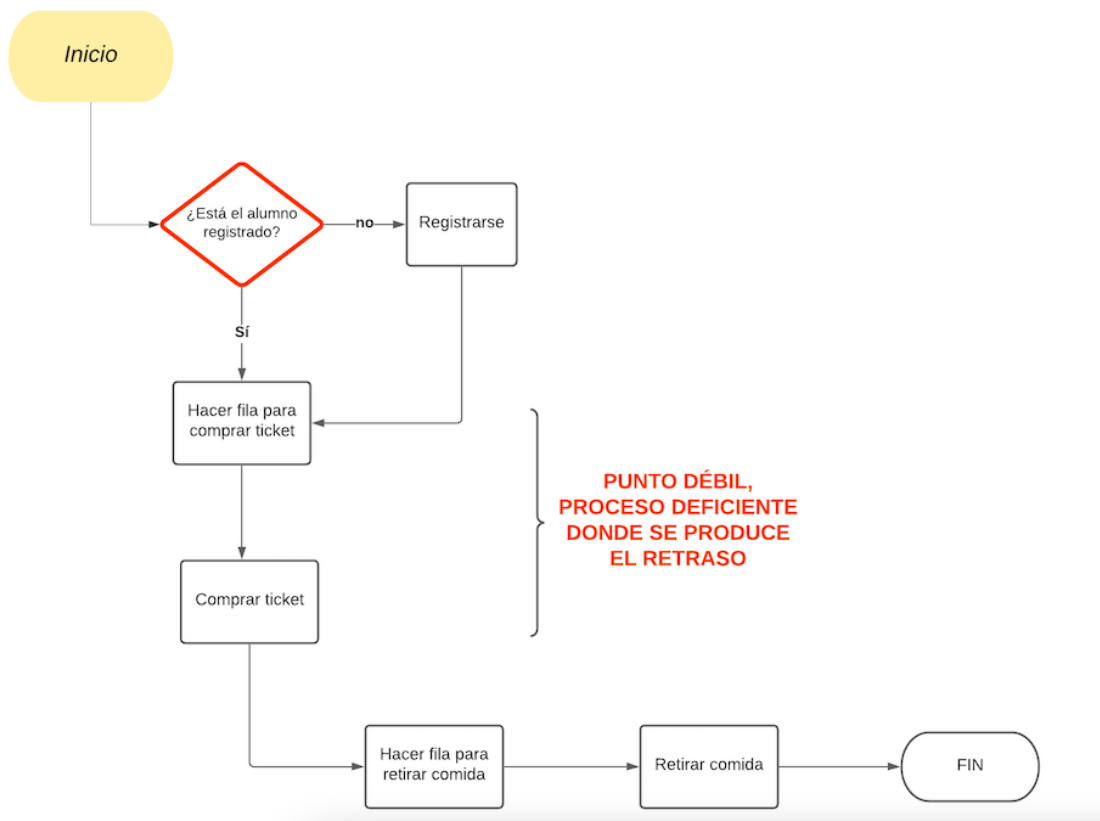 Inicio
¿Está el alumno
registrado?
no
Registrarse
Sí
Hacer fila para
comprar ticket
PUNTO DÉBIL,
PROCESO DEFICIENTE
DONDE SE PRODUCE
EL RETRASO
Comprar ticket
Hacer fila para
retirar comida
Retirar comida
FIN